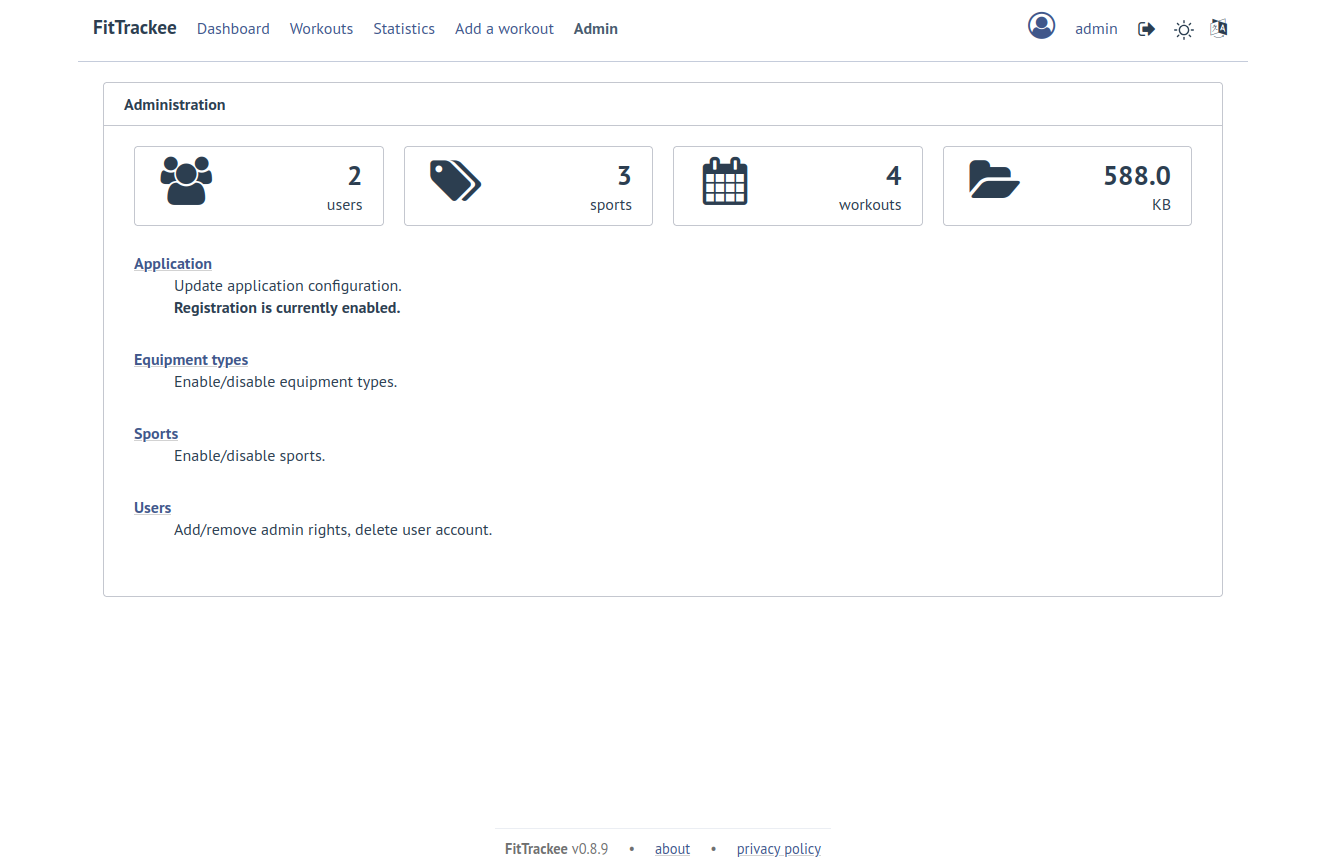 FitTrackee Dashboard Workouts Statistics Add a workout Admin admin
Administration
2
users
3
sports
4
workouts
588.0
KB
Application
Update application configuration.
Registration is currently enabled.
Equipment types
Enable/disable equipment types.
Sports
Enable/disable sports.
Users
Add/remove admin rights, delete user account.
FitTrackee v0.8.9 • about • privacy policy